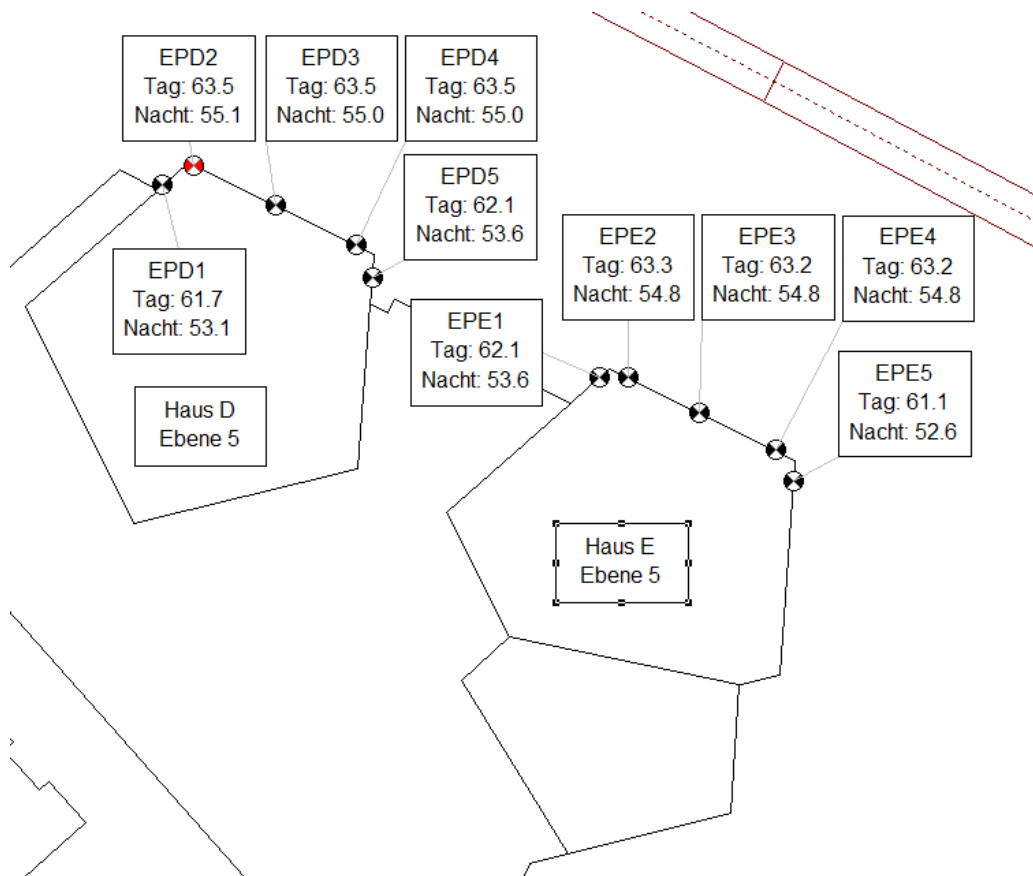 EPD2
Tag: 63.5
Nacht: 55.1
EPD3
Tag: 63.5
Nacht: 55.0
EPD4
Tag: 63.5
Nacht: 55.0
EPD5
Tag: 62.1
Nacht: 53.6
EPD1
Tag: 61.7
Nacht: 53.1
EPE2
Tag: 63.3
Nacht: 54.8
EPE3
Tag: 63.2
Nacht: 54.8
EPE4
Tag: 63.2
Nacht: 54.8
EPE1
Tag: 62.1
Nacht: 53.6
EPE5
Tag: 61.1
Nacht: 52.6
Haus D
Ebene 5
Haus E
Ebene 5